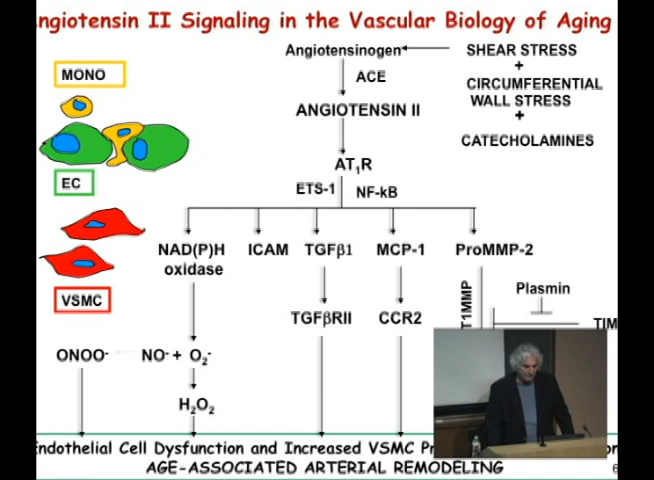 ngiotensin II Signaling in the Vascular Biology of Aging
Angiotensinogen
SHEAR STRESS
+
CIRCUMFERENTIAL
WALL STRESS
+
CATECHOLAMINES
MONO
ACE
ANGIOTENSIN II
AT1R
ETS-1
NF-kB
EC
NAD(P)H
oxidase
ICAM
TGFβ1
MCP-1
ProMMP-2
VSMC
T1MMP
Plasmin
TGFβRII
CCR2
TIM
ONOO-
NO- + O2-
H2O2
Endothelial Cell Dysfunction and Increased VSMC Pr
AGE-ASSOCIATED ARTERIAL REMODELING